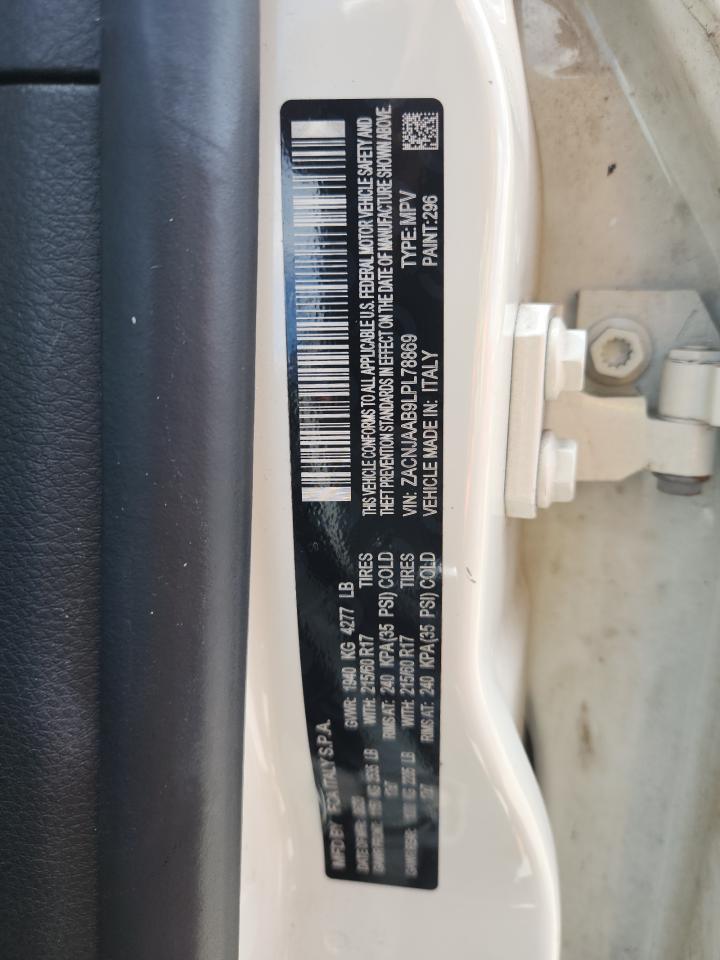 MFD BY FCA ITALY S.P.A.
GVWR: 1940 KG 4277 LB
WITH: 215/60 R17 TIRES
RIMS AT: 240 KPA(35 PSI) COLD
WITH: 215/60 R17 TIRES
RIMS AT: 240 KPA(35 PSI) COLD
THIS VEHICLE CONFORMS TO ALL APPLICABLE U.S. FEDERAL MOTOR VEHICLE SAFETY AND
THEFT PREVENTION STANDARDS IN EFFECT ON THE DATE OF MANUFACTURE SHOWN ABOVE.
VIN: ZACNJAAB9LPL78869 TYPE: MPV
VEHICLE MADE IN: ITALY PAINT: 296